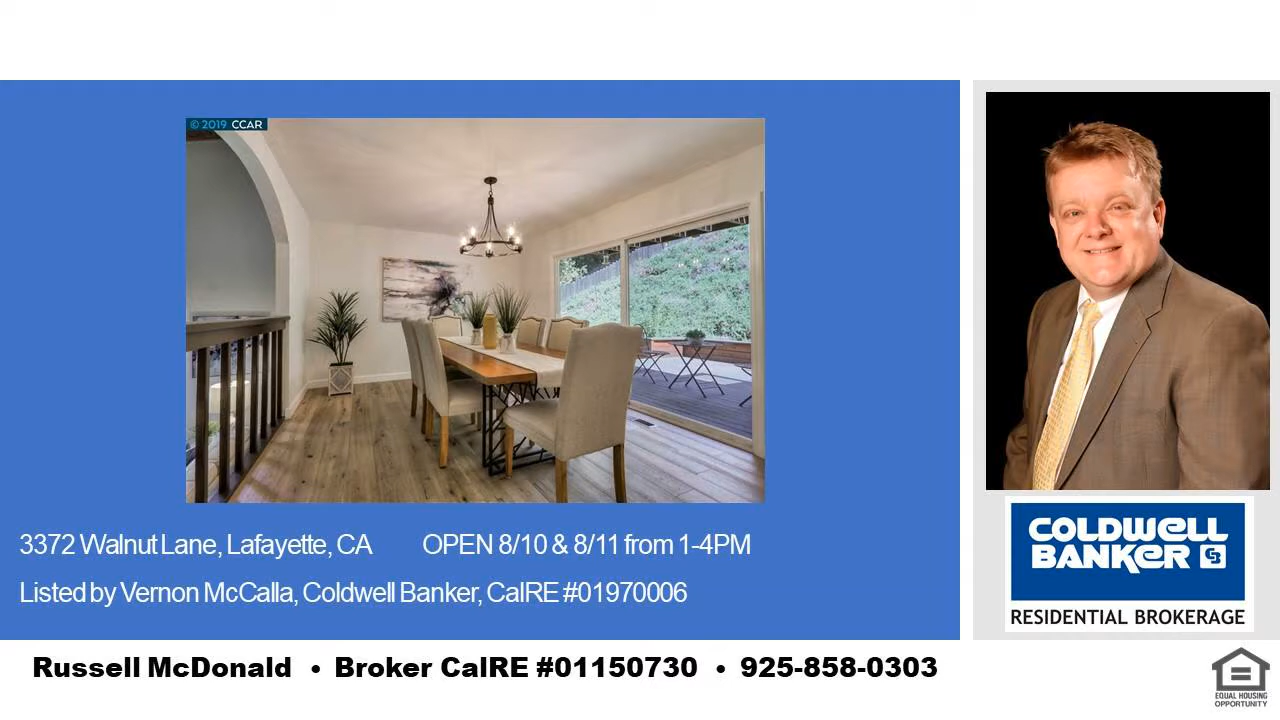 © 2019 CCAR
3372 Walnut Lane, Lafayette, CA OPEN 8/10 & 8/11 from 1-4PM
Listed by Vernon McCalla, Coldwell Banker, CalRE #01970006
COLDWELL
BANKER CB
RESIDENTIAL BROKERAGE
Russell McDonald • Broker CalRE #01150730 • 925-858-0303
EQUAL HOUSING
OPPORTUNITY